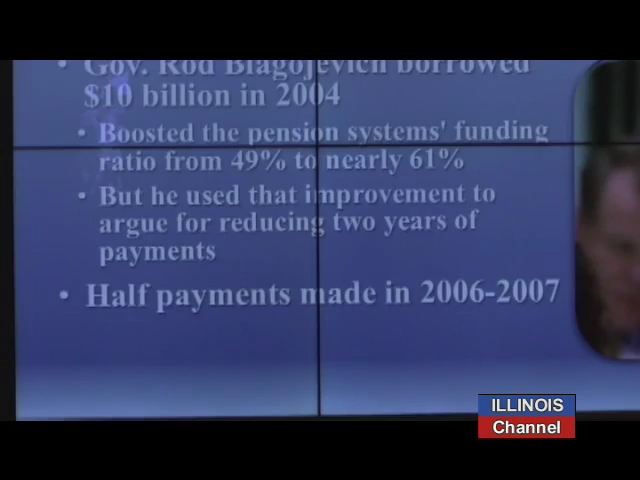 • Gov. Rod Blagojevich borrowed
$10 billion in 2004
• Boosted the pension systems' funding
ratio from 49% to nearly 61%
• But he used that improvement to
argue for reducing two years of
payments
• Half payments made in 2006-2007
ILLINOIS
Channel